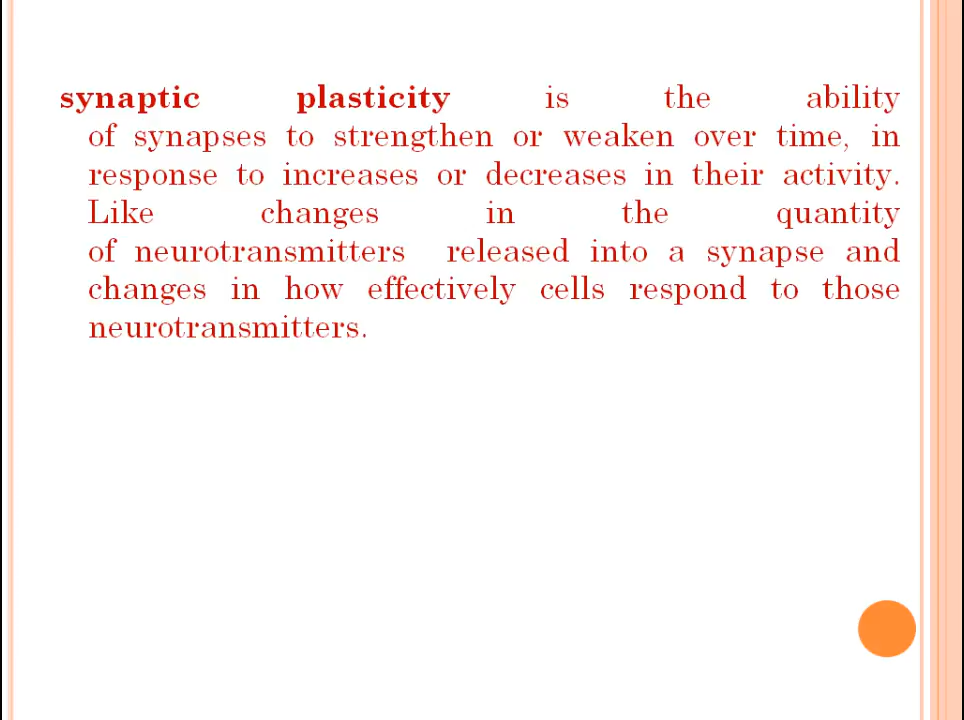 synaptic plasticity is the ability
of synapses to strengthen or weaken over time, in
response to increases or decreases in their activity.
Like changes in the quantity
of neurotransmitters released into a synapse and
changes in how effectively cells respond to those
neurotransmitters.